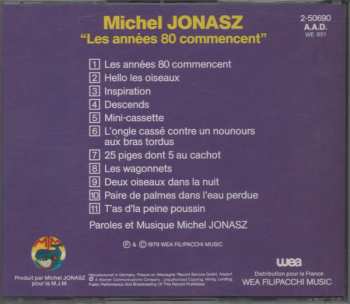 Michel JONASZ
2-50690
"Les années 80 commencent"
A.A.D.
WE 851
1 Les années 80 commencent
2 Hello les oiseaux
3 Inspiration
4 Descends
5 Mini-cassette
6 L'ongle cassé contre un nounours
aux bras tordus
7 25 piges dont 5 au cachot
8 Les wagonnets
9 Deux oiseaux dans la nuit
10 Paire de palmes dans l'eau perdue
11 T'as d'la peine poussin
Paroles et Musique Michel JONASZ
Ⓟ & © 1979 WEA FILIPACCHI MUSIC
Produit par Michel JONASZ
pour la M.J.M.
wea
Distribution pour la France
WEA FILIPACCHI MUSIC